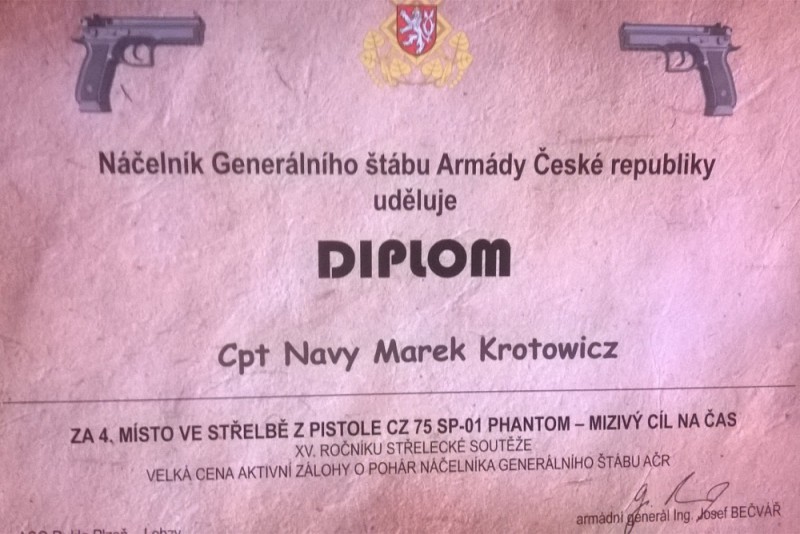 Náčelník Generálního štábu Armády České republiky
uděluje
DIPLOM
Cpt Navy Marek Krotowicz
ZA 4. MÍSTO VE STŘELBĚ Z PISTOLE CZ 75 SP-01 PHANTOM – MIZIVÝ CÍL NA ČAS
XV. ROČNÍKU STŘELECKÉ SOUTĚŽE
VELKÁ CENA AKTIVNÍ ZÁLOHY O POHÁR NÁČELNÍKA GENERÁLNÍHO ŠTÁBU AČR
armádní generál Ing. Josef BEČVÁŘ